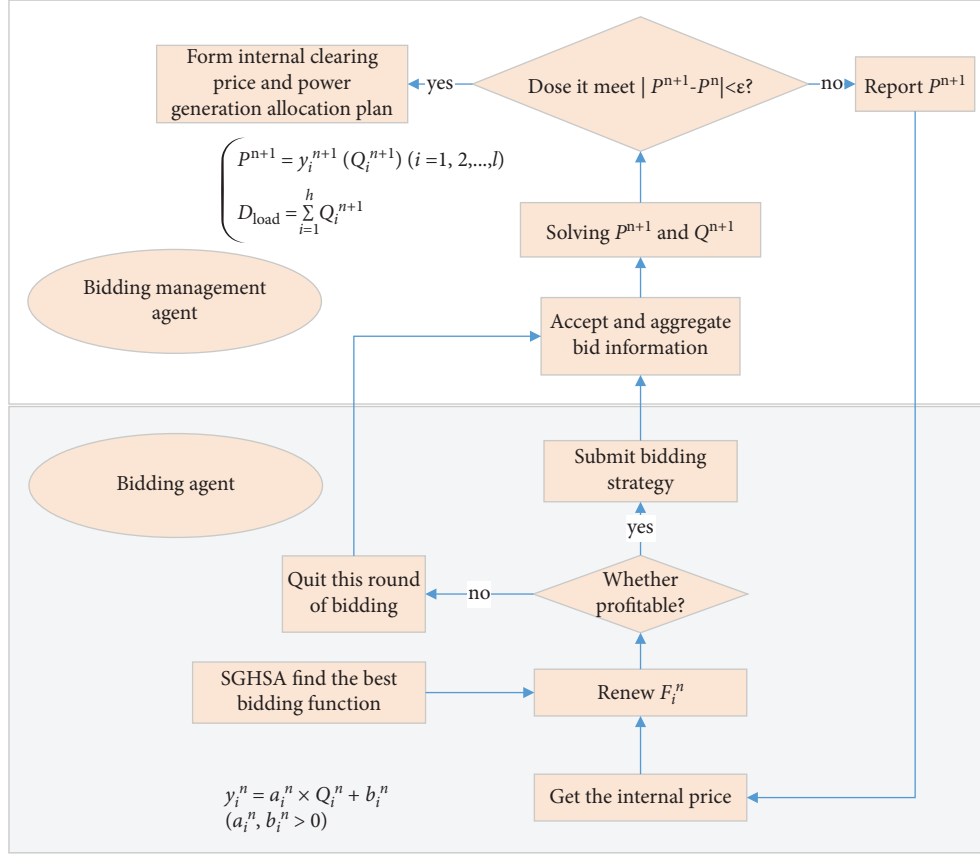 Form internal clearing
price and power
generation allocation plan
yes
Dose it meet | Pⁿ⁺¹-Pⁿ|<ε?
no
Report Pⁿ⁺¹
Pⁿ⁺¹ = yᵢⁿ⁺¹ (Qᵢⁿ⁺¹) (i =1, 2,...,l)
D_load = ∑_{i=1}^{h} Qᵢⁿ⁺¹
Solving Pⁿ⁺¹ and Qⁿ⁺¹
Bidding management
agent
Accept and aggregate
bid information
Bidding agent
Submit bidding
strategy
yes
Quit this round
of bidding
no
Whether
profitable?
SGHSA find the best
bidding function
Renew Fᵢⁿ
yᵢⁿ = aᵢⁿ × Qᵢⁿ + bᵢⁿ
(aᵢⁿ, bᵢⁿ > 0)
Get the internal price